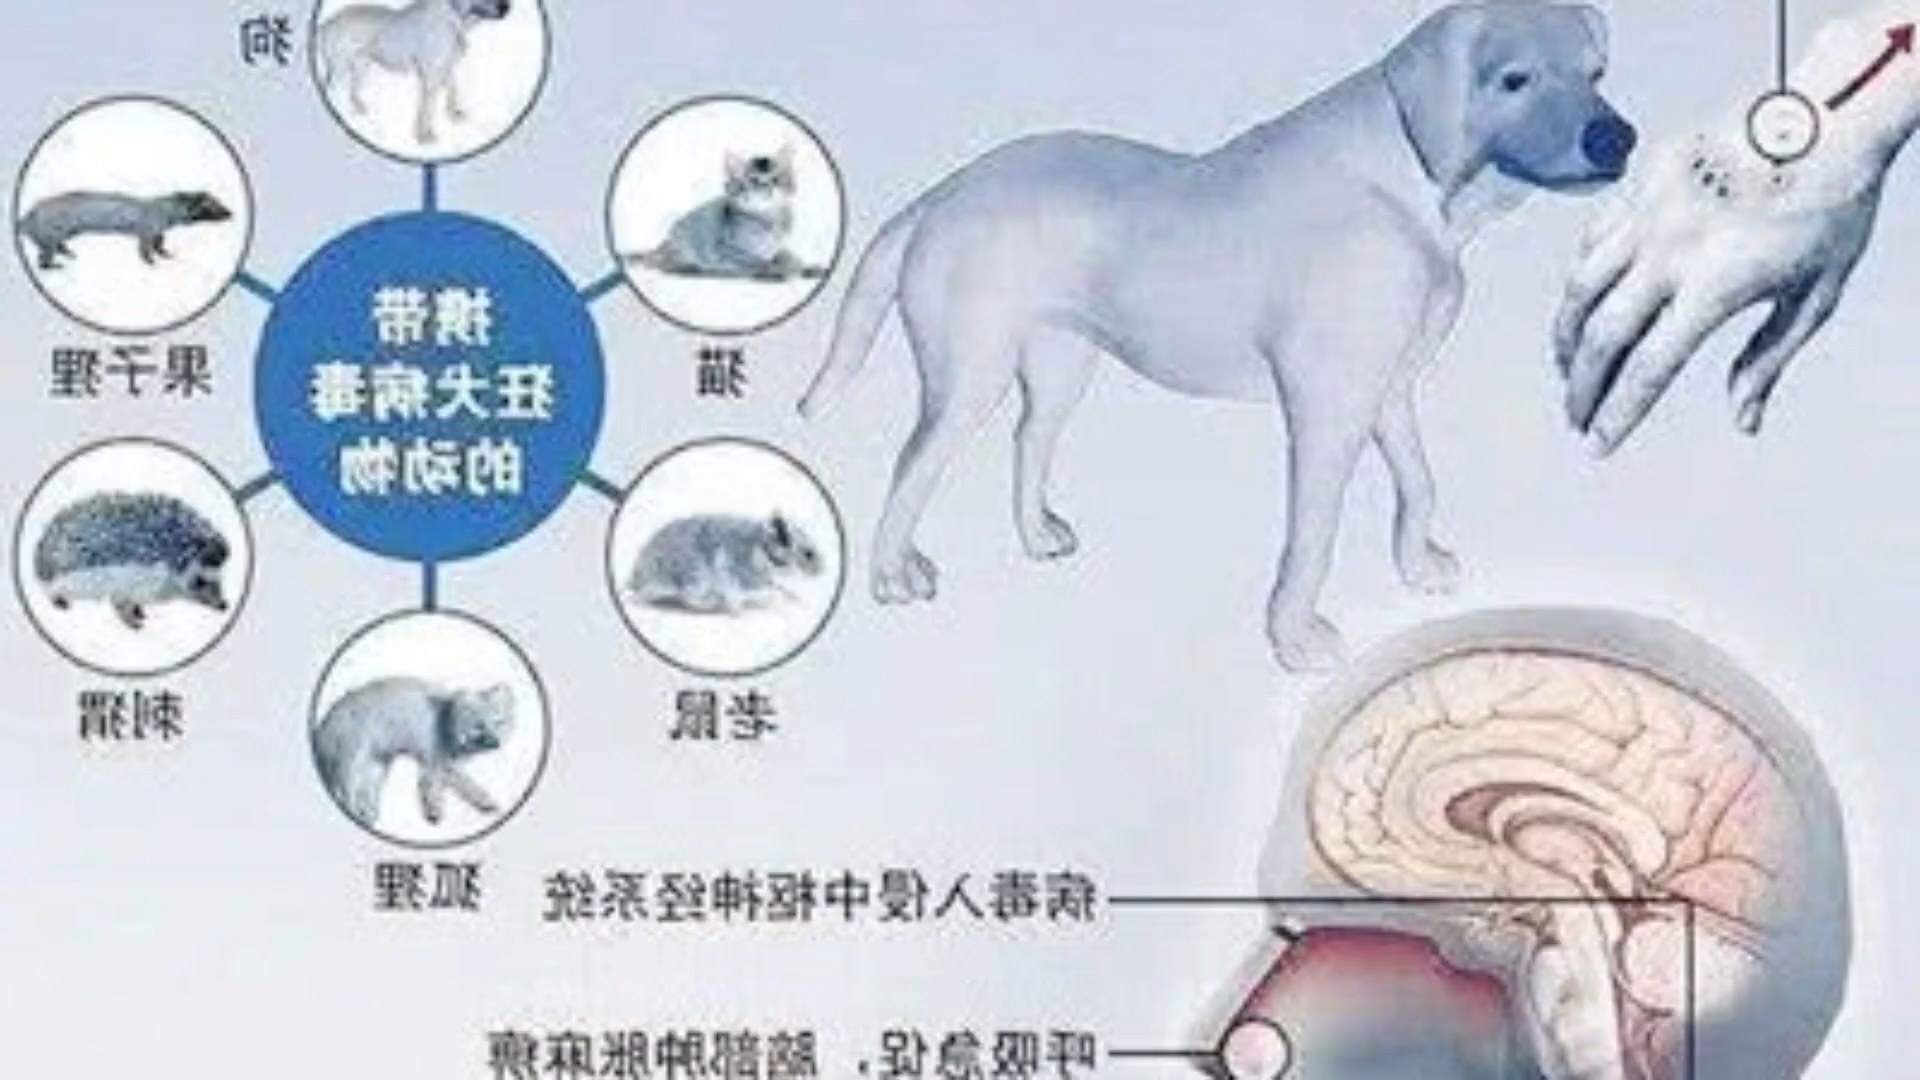 狗
果子狸
猫
携带
狂犬病毒
的动物
刺猬
老鼠
狐狸
病毒入侵中枢神经系统
呼吸急促，脑部肿胀麻痹